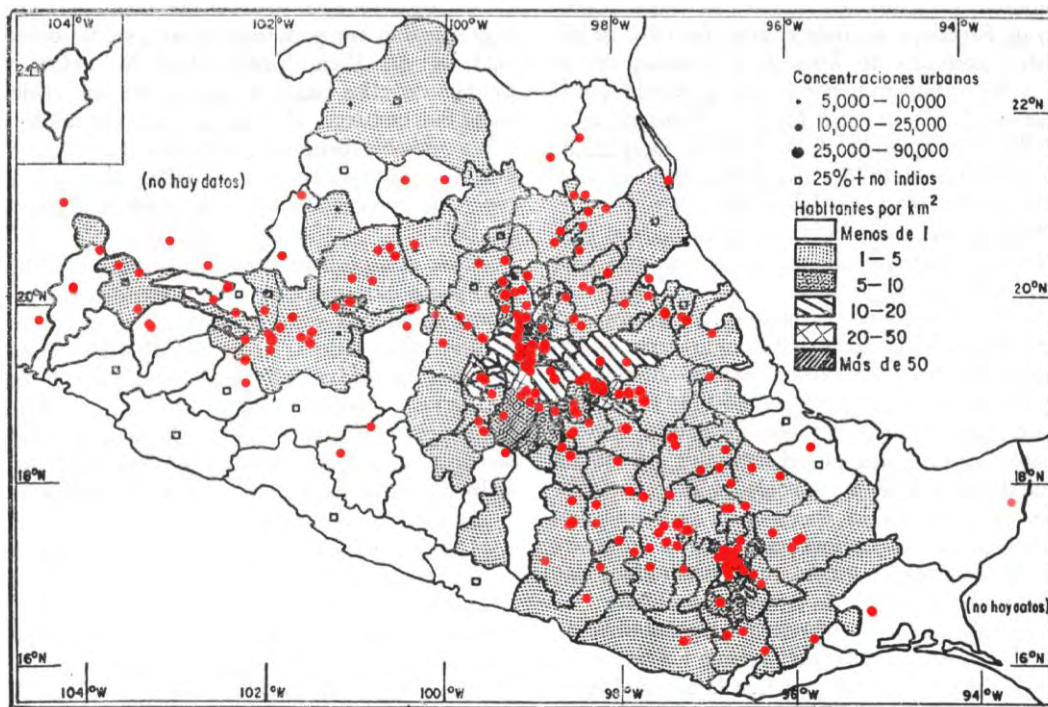 104°W 102°W 100°W 98°W 96°W 94°W
24°N
22°N
Concentraciones urbanas
5,000 – 10,000
10,000 – 25,000
25,000 – 90,000
25% + no indios
Habitantes por km²
Menos de 1
1 – 5
5 – 10
10 – 20
20 – 50
Más de 50
(no hay datos)
20°N 20°N
18°N 18°N
(no hay datos)
16°N 16°N
104°W 102°W 100°W 98°W 96°W 94°W